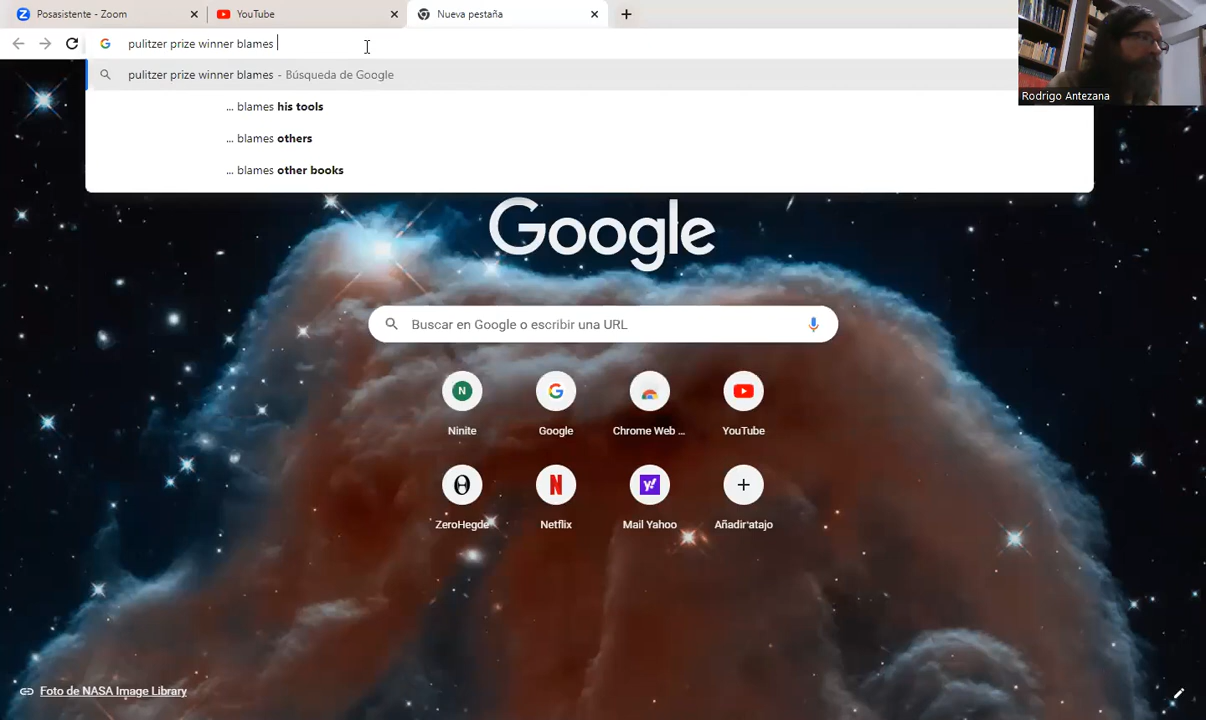 Posasistente - Zoom
YouTube
Nueva pestaña
pulitzer prize winner blames
pulitzer prize winner blames - Búsqueda de Google
... blames his tools
... blames others
... blames other books
Rodrigo Antezana
Google
Buscar en Google o escribir una URL
N
Ninite
Google
Chrome Web ...
YouTube
ZeroHegde
Netflix
Mail Yahoo
Añadir atajo
Foto de NASA Image Library